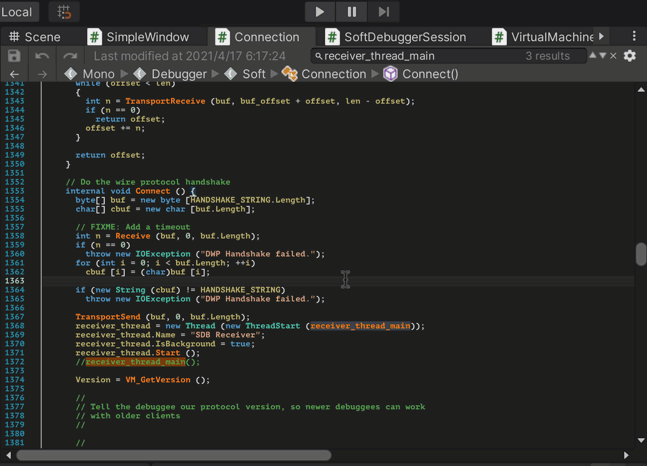 Local
Scene # SimpleWindow # Connection # SoftDebuggerSession # VirtualMachine
Last modified at 2021/4/17 6:17:24 receiver_thread_main 3 results
Mono Debugger Soft Connection Connect()
1341 while (offset < len)
1342 {
1343 int n = TransportReceive (buf, buf_offset + offset, len - offset);
1344 if (n == 0)
1345 return offset;
1346 offset += n;
1347 }
1348
1349 return offset;
1350 }
1351
1352 // Do the wire protocol handshake
1353 internal void Connect () {
1354 byte[] buf = new byte [HANDSHAKE_STRING.Length];
1355 char[] cbuf = new char [buf.Length];
1356
1357 // FIXME: Add a timeout
1358 int n = Receive (buf, 0, buf.Length);
1359 if (n == 0)
1360 throw new IOException ("DWP Handshake failed.");
1361 for (int i = 0; i < buf.Length; ++i)
1362 cbuf [i] = (char)buf [i];
1363
1364 if (new String (cbuf) != HANDSHAKE_STRING)
1365 throw new IOException ("DWP Handshake failed.");
1366
1367 TransportSend (buf, 0, buf.Length);
1368 receiver_thread = new Thread (new ThreadStart (receiver_thread_main));
1369 receiver_thread.Name = "SDB Receiver";
1370 receiver_thread.IsBackground = true;
1371 receiver_thread.Start ();
1372 //receiver_thread_main();
1373
1374 Version = VM_GetVersion ();
1375
1376 //
1377 // Tell the debuggee our protocol version, so newer debuggees can work
1378 // with older clients
1379 //
1380
1381 //